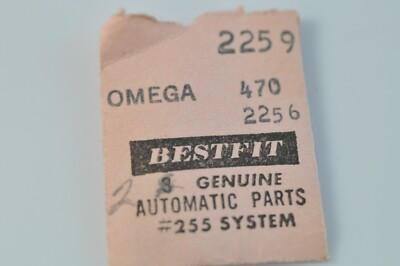 2259
OMEGA 470
2256
BESTFIT
GENUINE
AUTOMATIC PARTS
#255 SYSTEM